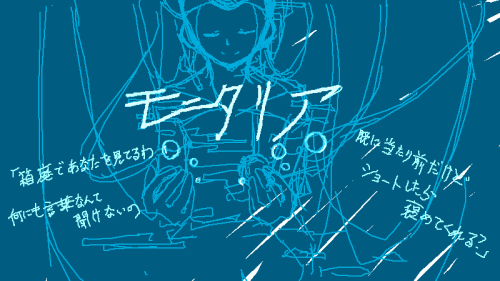 モニタリア
「箱庭であなたを見てるわ
何にも言葉なんて
聞けないの
既に当たり前だけど
ショートしたら
褒めてくれる?」